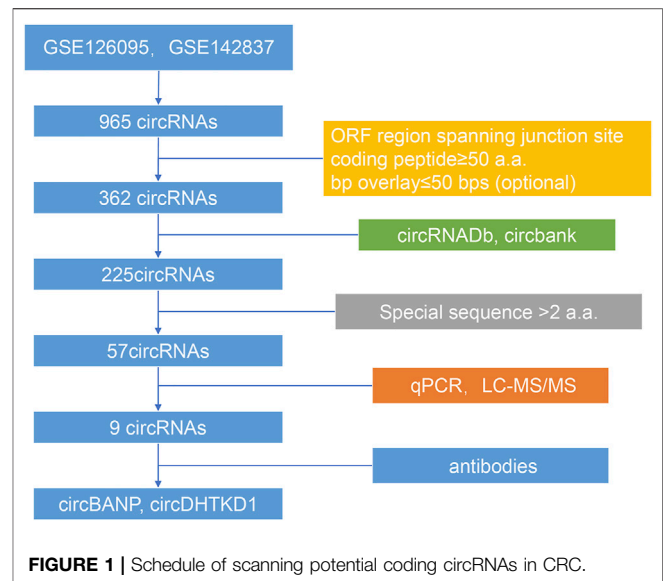 GSE126095, GSE142837
965 circRNAs
ORF region spanning junction site
coding peptide≥50 a.a.
bp overlay≤50 bps (optional)
362 circRNAs
circRNADb, circbank
225circRNAs
Special sequence >2 a.a.
57circRNAs
qPCR, LC-MS/MS
9 circRNAs
antibodies
circBANP, circDHTKD1
FIGURE 1 | Schedule of scanning potential coding circRNAs in CRC.